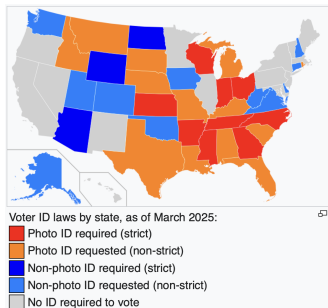 Voter ID laws by state, as of March 2025:
Photo ID required (strict)
Photo ID requested (non-strict)
Non-photo ID required (strict)
Non-photo ID requested (non-strict)
No ID required to vote